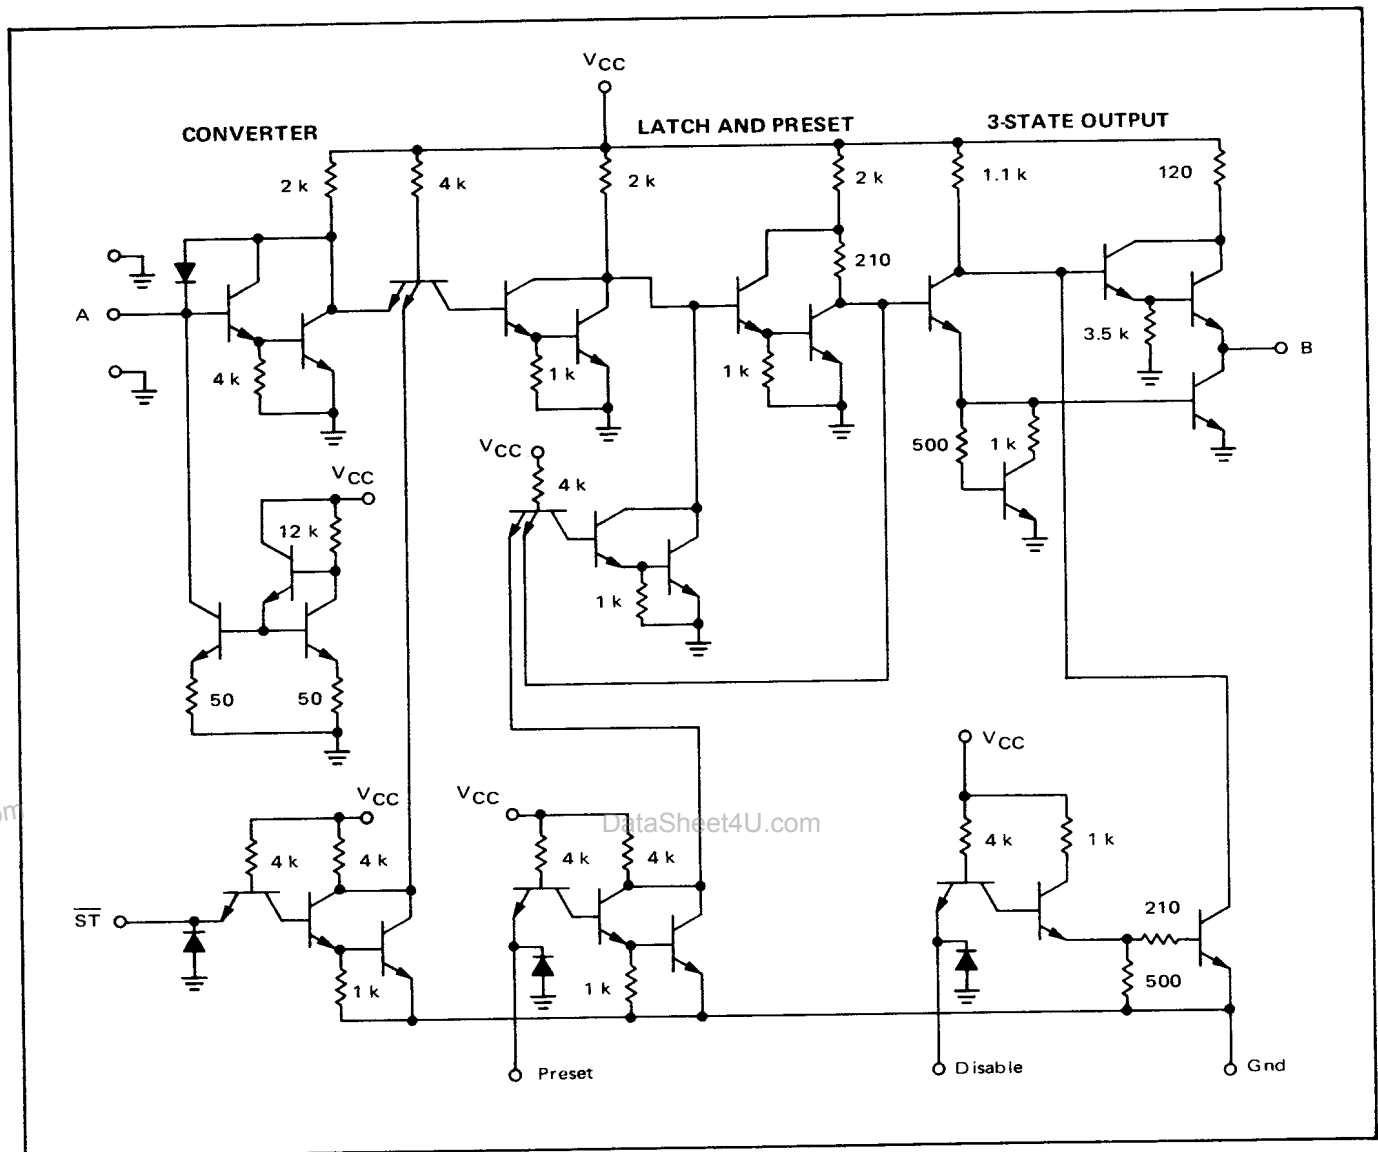 VCC
CONVERTER
LATCH AND PRESET
3-STATE OUTPUT
2 k
4 k
2 k
2 k
1.1 k
120
210
A
3.5 k
B
4 k
1 k
1 k
500
1 k
VCC
VCC
4 k
12 k
1 k
50
50
VCC
VCC
VCC
DataSheet4U.com
om
4 k
4 k
4 k
4 k
4 k
1 k
ST
210
1 k
1 k
500
Preset
Disable
Gnd